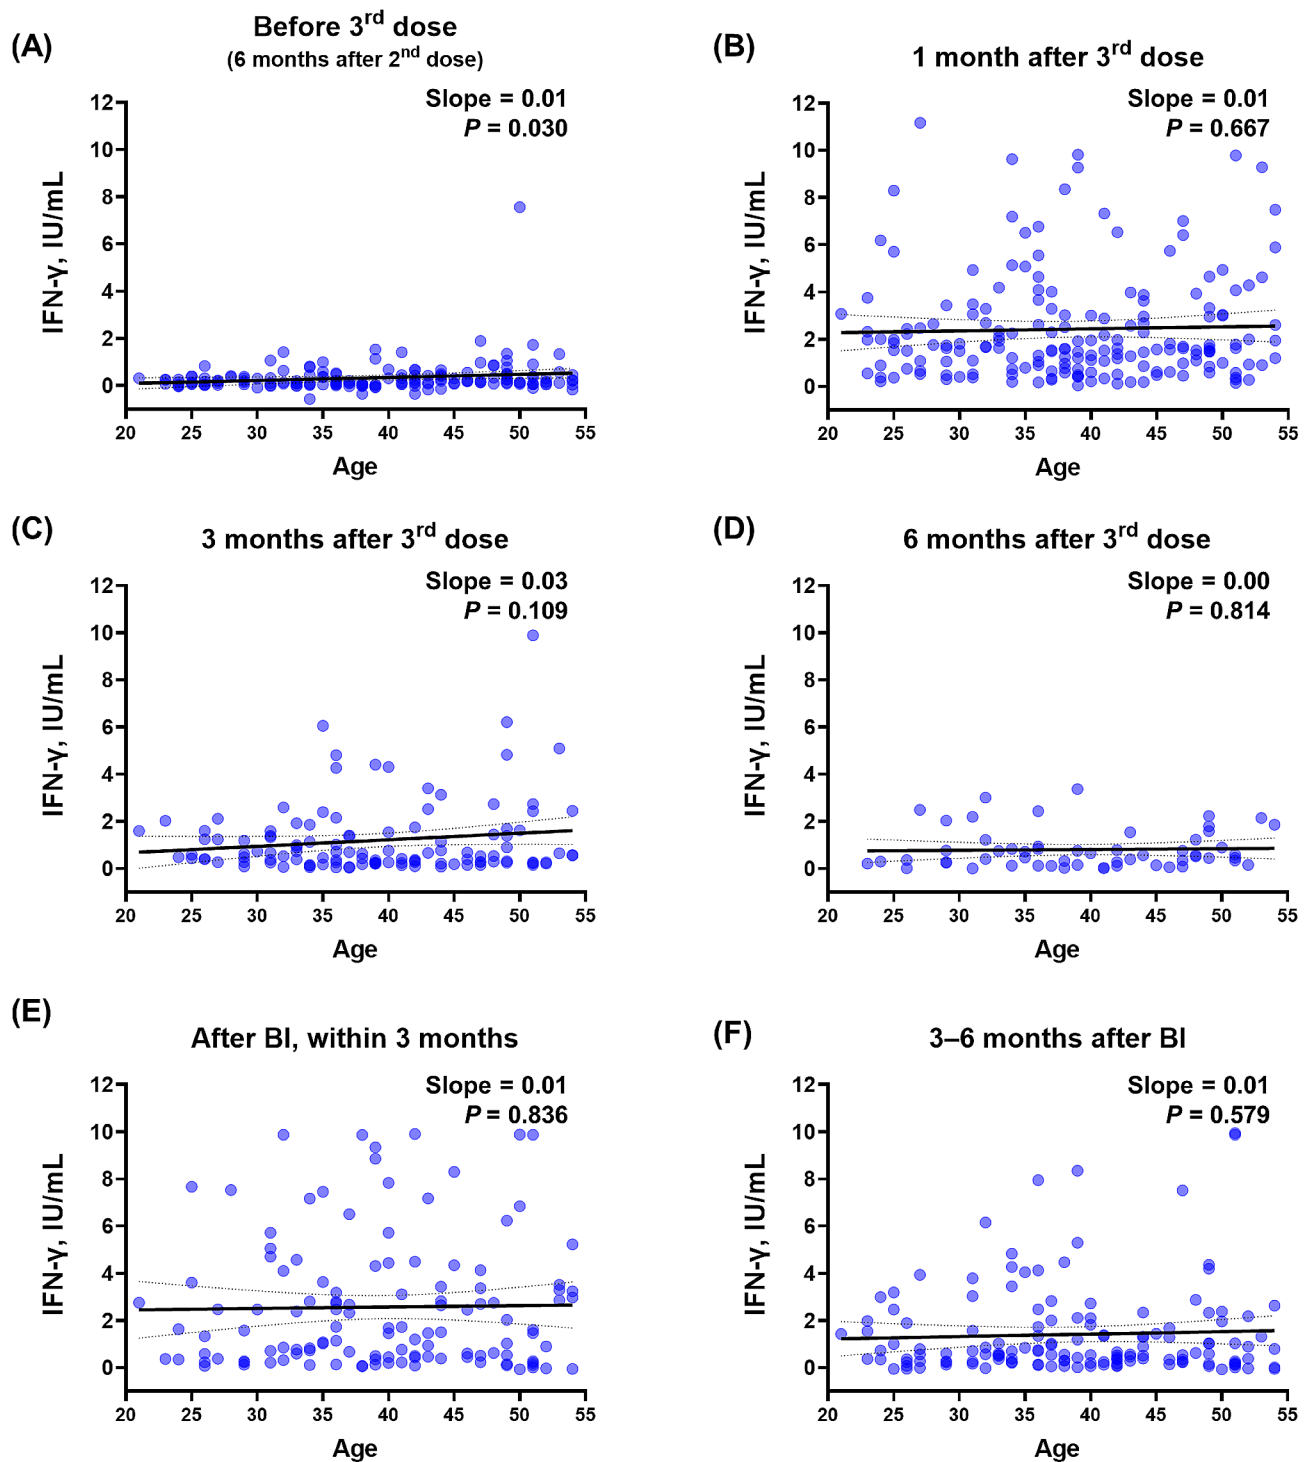 (A)
Before 3rd dose
(6 months after 2nd dose)
Slope = 0.01
P = 0.030
IFN-γ, IU/mL
12
10
8
6
4
2
0
20 25 30 35 40 45 50 55
Age
(B)
1 month after 3rd dose
Slope = 0.01
P = 0.667
IFN-γ, IU/mL
12
10
8
6
4
2
0
20 25 30 35 40 45 50 55
Age
(C)
3 months after 3rd dose
Slope = 0.03
P = 0.109
IFN-γ, IU/mL
12
10
8
6
4
2
0
20 25 30 35 40 45 50 55
Age
(D)
6 months after 3rd dose
Slope = 0.00
P = 0.814
IFN-γ, IU/mL
12
10
8
6
4
2
0
20 25 30 35 40 45 50 55
Age
(E)
After BI, within 3 months
Slope = 0.01
P = 0.836
IFN-γ, IU/mL
12
10
8
6
4
2
0
20 25 30 35 40 45 50 55
Age
(F)
3–6 months after BI
Slope = 0.01
P = 0.579
IFN-γ, IU/mL
12
10
8
6
4
2
0
20 25 30 35 40 45 50 55
Age